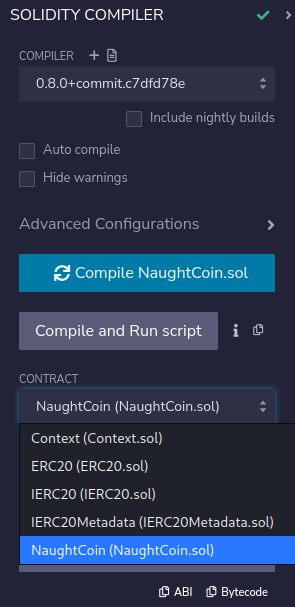 SOLIDITY COMPILER
COMPILER
0.8.0+commit.c7dfd78e
Include nightly builds
Auto compile
Hide warnings
Advanced Configurations
Compile NaughtCoin.sol
Compile and Run script
CONTRACT
NaughtCoin (NaughtCoin.sol)
Context (Context.sol)
ERC20 (ERC20.sol)
IERC20 (IERC20.sol)
IERC20Metadata (IERC20Metadata.sol)
NaughtCoin (NaughtCoin.sol)
ABI Bytecode